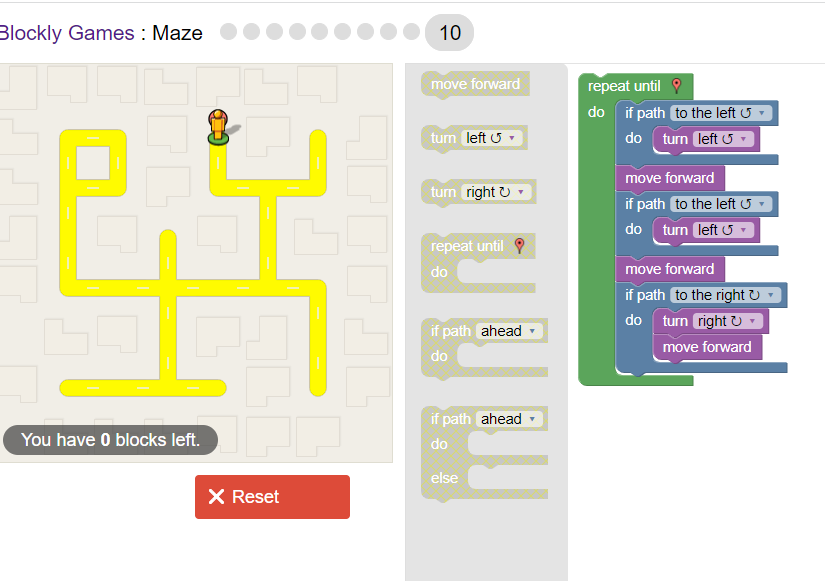 Blockly Games : Maze 10
move forward
turn left ↺ ▾
turn right ↻ ▾
repeat until
do
if path ahead ▾
do
if path ahead ▾
do
else
repeat until
do if path to the left ↺ ▾
do turn left ↺ ▾
move forward
if path to the left ↺ ▾
do turn left ↺ ▾
move forward
if path to the right ↻ ▾
do turn right ↻ ▾
move forward
You have 0 blocks left.
Reset